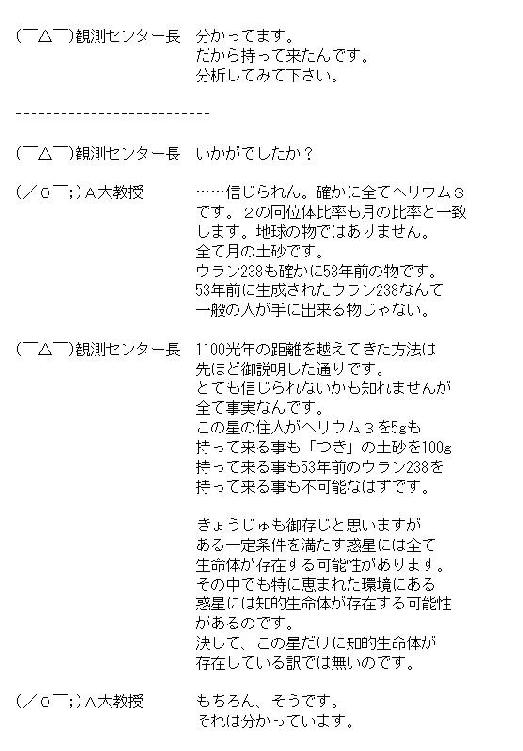 (￣△￣)観測センター長　分かってます。
だから持って来たんです。
分析してみて下さい。
--------------------------
(￣△￣)観測センター長　いかがでしたか？
(／○￣;)Ａ大教授　……信じられん。確かに全てヘリウム３
です。２の同位体比率も月の比率と一致
します。地球の物ではありません。
全て月の土砂です。
ウラン238も確かに53年前の物です。
53年前に生成されたウラン238なんて
一般の人が手に出来る物じゃない。
(￣△￣)観測センター長　1100光年の距離を越えてきた方法は
先ほど御説明した通りです。
とても信じられないかも知れませんが
全て事実なんです。
この星の住人がヘリウム３を5gも
持って来る事も「つき」の土砂を100g
持って来る事も53年前のウラン238を
持って来る事も不可能なはずです。
きょうじゅも御存じと思いますが
ある一定条件を満たす惑星には全て
生命体が存在する可能性があります。
その中でも特に恵まれた環境にある
惑星には知的生命体が存在する可能性
があるのです。
決して、この星だけに知的生命体が
存在している訳では無いのです。
(／○￣;)Ａ大教授　もちろん、そうです。
それは分かっています。